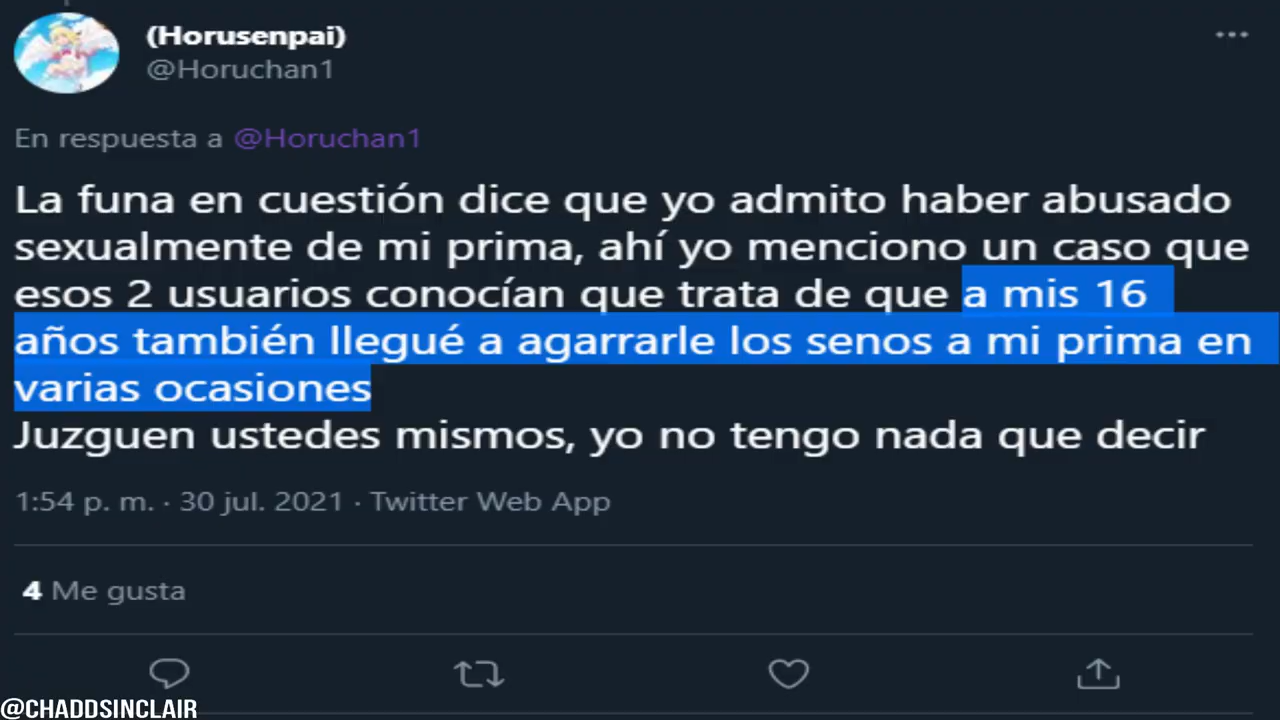 (Horusenpai)
@Horuchan1
En respuesta a @Horuchan1
La funa en cuestión dice que yo admito haber abusado
sexualmente de mi prima, ahí yo menciono un caso que
esos 2 usuarios conocían que trata de que a mis 16
años también llegué a agarrarle los senos a mi prima en
varias ocasiones
Juzguen ustedes mismos, yo no tengo nada que decir
1:54 p. m. · 30 jul. 2021 · Twitter Web App
4 Me gusta
@CHADDSINCLAIR